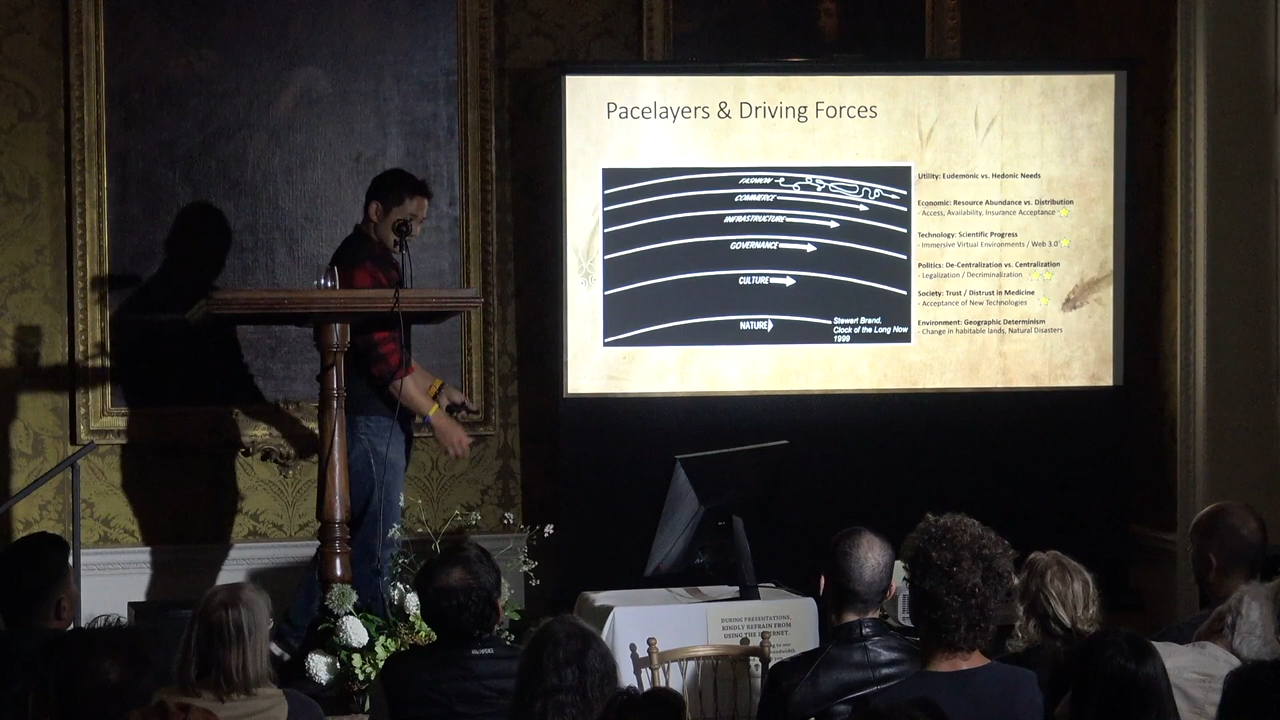 Pacelayers & Driving Forces
FASHION
COMMERCE
INFRASTRUCTURE
GOVERNANCE
CULTURE
NATURE
Stewart Brand,
Clock of the Long Now
1999
Utility: Eudemonic vs. Hedonic Needs
Economic: Resource Abundance vs. Distribution
- Access, Availability, Insurance Acceptance
Technology: Scientific Progress
- Immersive Virtual Environments / Web 3.0
Politics: De-Centralization vs. Centralization
- Legalization / Decriminalization
Society: Trust / Distrust in Medicine
- Acceptance of New Technologies
Environment: Geographic Determinism
- Change in habitable lands, Natural Disasters
DURING PRESENTATIONS,
KINDLY REFRAIN FROM
USING THE INTERNET.
to our
bandwidth